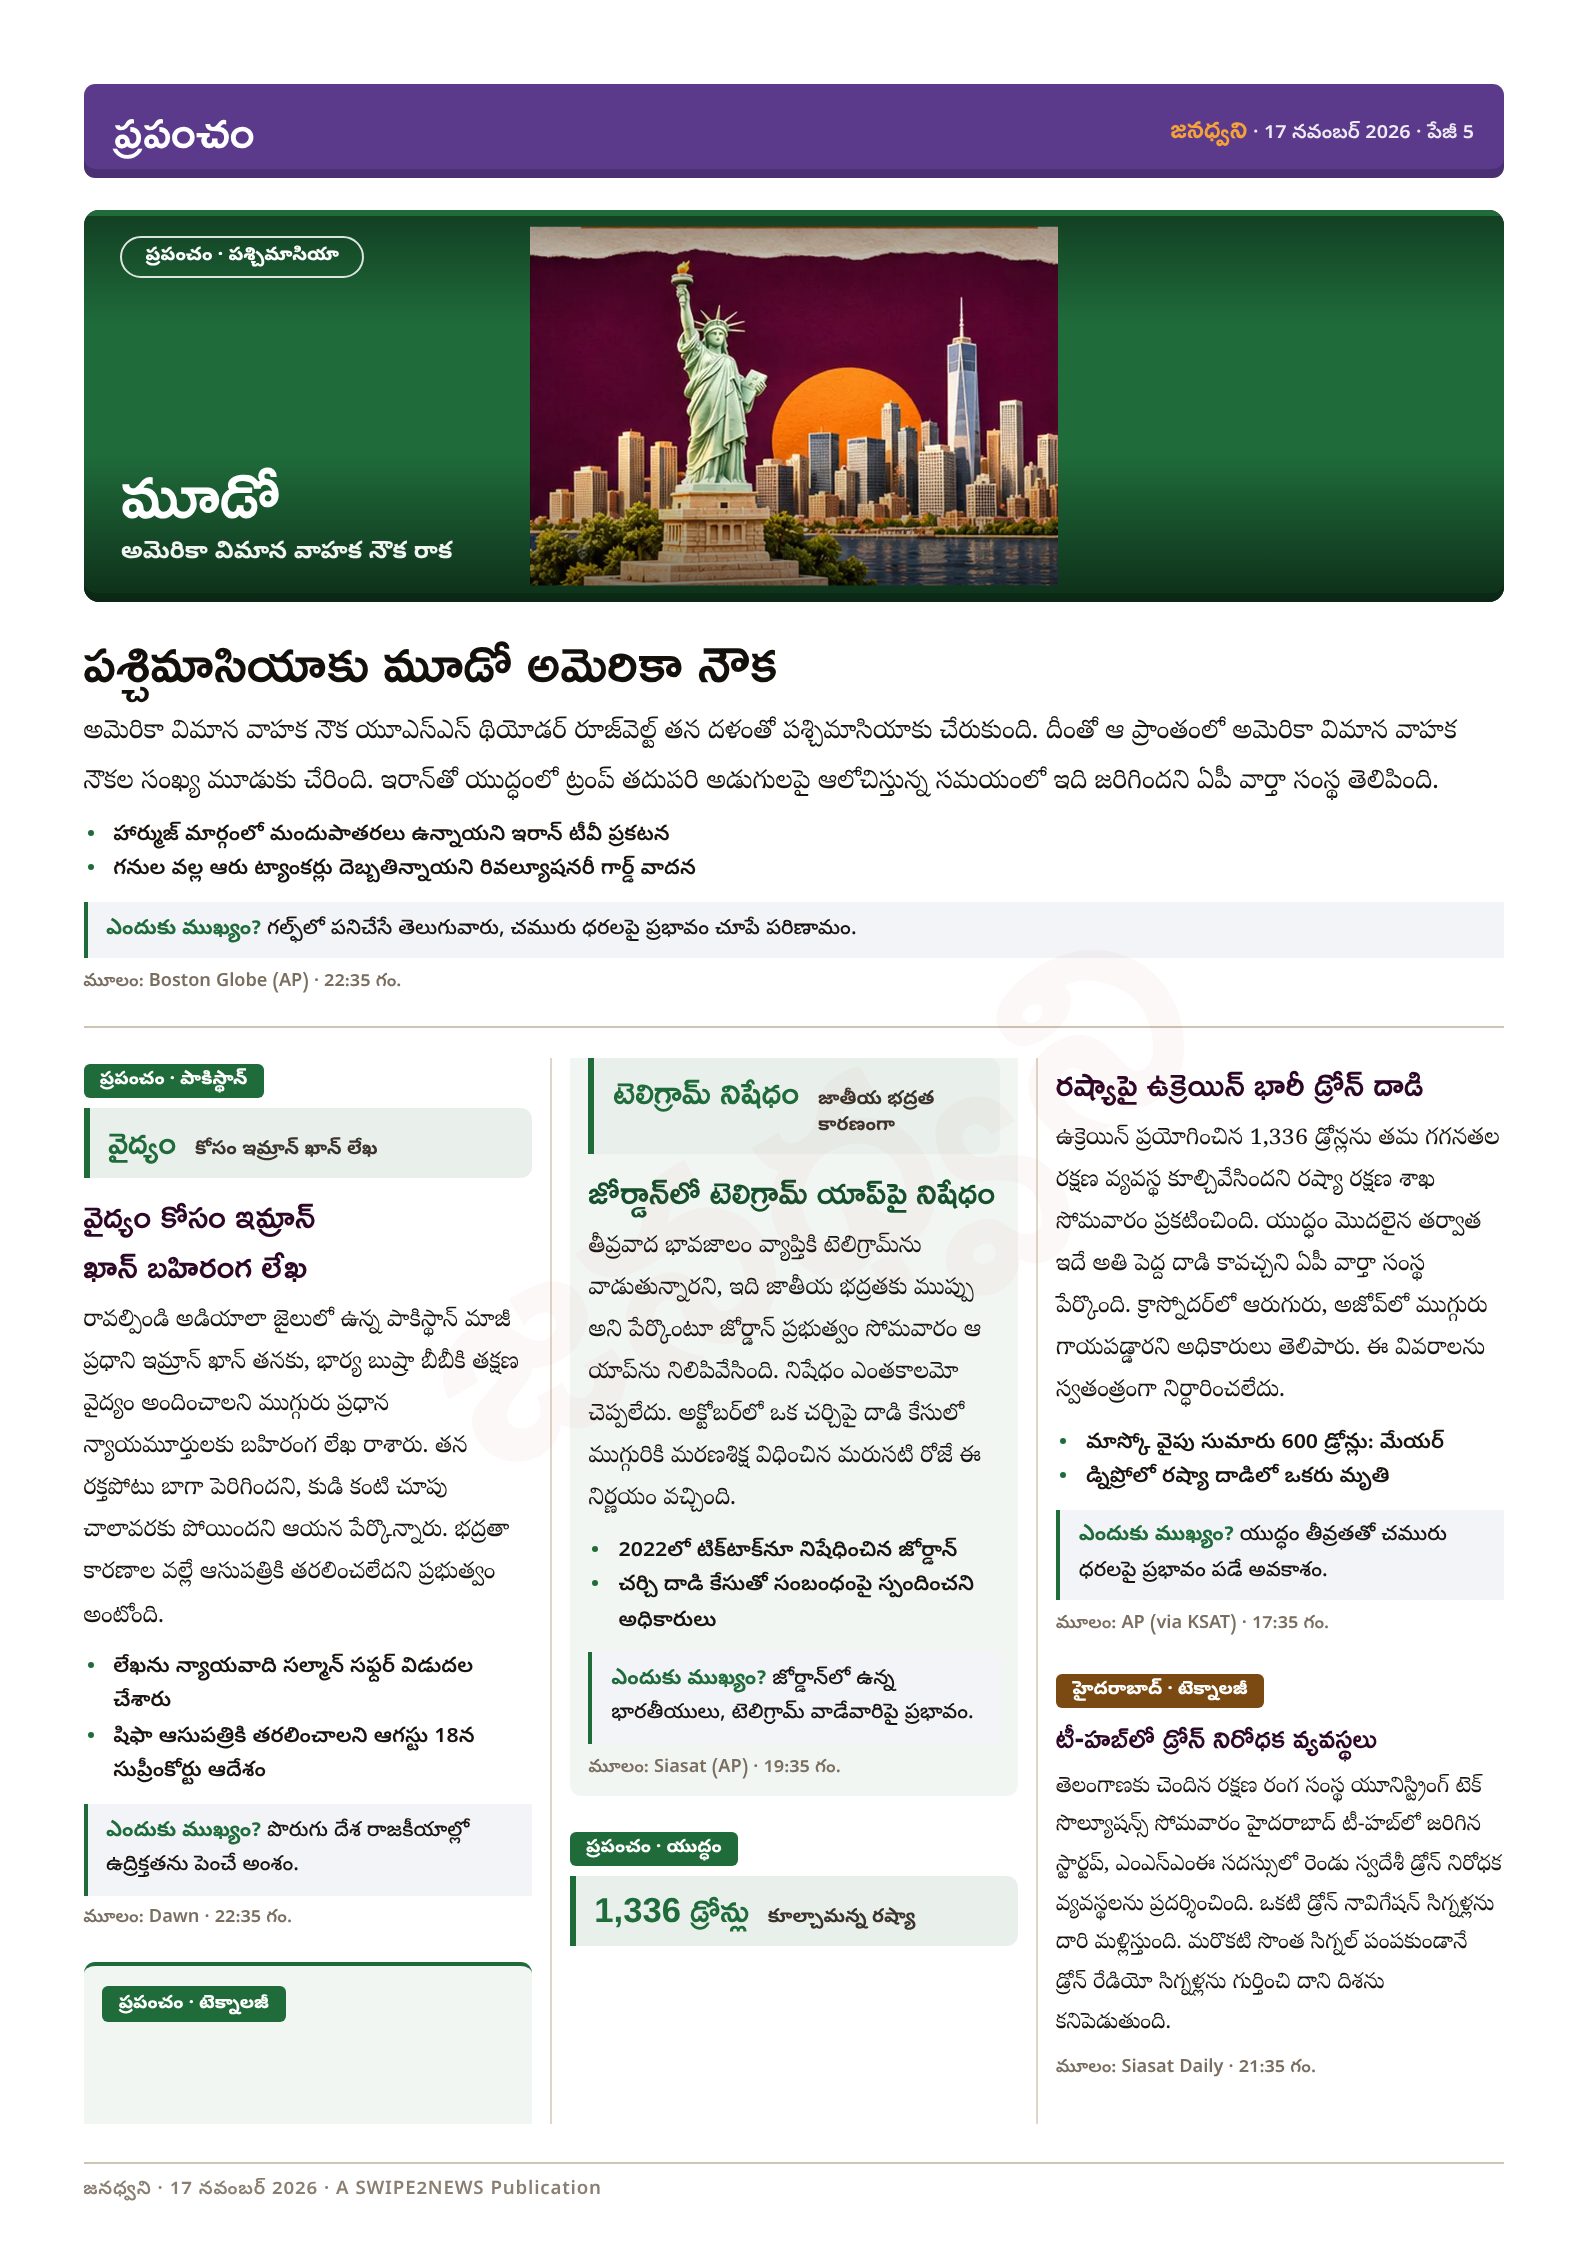 ప్రపంచం
జనధ్వని · 17 నవంబర్ 2026 · పేజీ 5
ప్రపంచం · పశ్చిమాసియా
మూడో
అమెరికా విమాన వాహక నౌక రాక
పశ్చిమాసియాకు మూడో అమెరికా నౌక
అమెరికా విమాన వాహక నౌక యూఎస్ఎస్ థియోడర్ రూజ్‌వెల్ట్ తన దళంతో పశ్చిమాసియాకు చేరుకుంది. దీంతో ఆ ప్రాంతంలో అమెరికా విమాన వాహక
నౌకల సంఖ్య మూడుకు చేరింది. ఇరాన్‌తో యుద్ధంలో ట్రంప్ తదుపరి అడుగులపై ఆలోచిస్తున్న సమయంలో ఇది జరిగిందని ఏపీ వార్తా సంస్థ తెలిపింది.
• హార్ముజ్ మార్గంలో మందుపాతరలు ఉన్నాయని ఇరాన్ టీవీ ప్రకటన
• గనుల వల్ల ఆరు ట్యాంకర్లు దెబ్బతిన్నాయని రివల్యూషనరీ గార్డ్ వాదన
ఎందుకు ముఖ్యం? గల్ఫ్‌లో పనిచేసే తెలుగువారు, చమురు ధరలపై ప్రభావం చూపే పరిణామం.
మూలం: Boston Globe (AP) · 22:35 గం.
ప్రపంచం · పాకిస్థాన్
వైద్యం కోసం ఇమ్రాన్ ఖాన్ లేఖ
వైద్యం కోసం ఇమ్రాన్
ఖాన్ బహిరంగ లేఖ
రావల్పిండి అడియాలా జైలులో ఉన్న పాకిస్థాన్ మాజీ
ప్రధాని ఇమ్రాన్ ఖాన్ తనకు, భార్య బుష్రా బీబీకి తక్షణ
వైద్యం అందించాలని ముగ్గురు ప్రధాన
న్యాయమూర్తులకు బహిరంగ లేఖ రాశారు. తన
రక్తపోటు బాగా పెరిగిందని, కుడి కంటి చూపు
చాలావరకు పోయిందని ఆయన పేర్కొన్నారు. భద్రతా
కారణాల వల్లే ఆసుపత్రికి తరలించలేదని ప్రభుత్వం
అంటోంది.
• లేఖను న్యాయవాది సల్మాన్ సఫ్దర్ విడుదల
చేశారు
• షిఫా ఆసుపత్రికి తరలించాలని ఆగస్టు 18న
సుప్రీంకోర్టు ఆదేశం
ఎందుకు ముఖ్యం? పొరుగు దేశ రాజకీయాల్లో
ఉద్రిక్తతను పెంచే అంశం.
మూలం: Dawn · 22:35 గం.
ప్రపంచం · టెక్నాలజీ
టెలిగ్రామ్ నిషేధం జాతీయ భద్రత
కారణంగా
జోర్డాన్‌లో టెలిగ్రామ్ యాప్‌పై నిషేధం
తీవ్రవాద భావజాలం వ్యాప్తికి టెలిగ్రామ్‌ను
వాడుతున్నారని, ఇది జాతీయ భద్రతకు ముప్పు
అని పేర్కొంటూ జోర్డాన్ ప్రభుత్వం సోమవారం ఆ
యాప్‌ను నిలిపివేసింది. నిషేధం ఎంతకాలమో
చెప్పలేదు. అక్టోబర్‌లో ఒక చర్చిపై దాడి కేసులో
ముగ్గురికి మరణశిక్ష విధించిన మరుసటి రోజే ఈ
నిర్ణయం వచ్చింది.
• 2022లో టిక్‌టాక్‌నూ నిషేధించిన జోర్డాన్
• చర్చి దాడి కేసుతో సంబంధంపై స్పందించని
అధికారులు
ఎందుకు ముఖ్యం? జోర్డాన్‌లో ఉన్న
భారతీయులు, టెలిగ్రామ్ వాడేవారిపై ప్రభావం.
మూలం: Siasat (AP) · 19:35 గం.
ప్రపంచం · యుద్ధం
1,336 డ్రోన్లు కూల్చామన్న రష్యా
రష్యాపై ఉక్రెయిన్ భారీ డ్రోన్ దాడి
ఉక్రెయిన్ ప్రయోగించిన 1,336 డ్రోన్లను తమ గగనతల
రక్షణ వ్యవస్థ కూల్చివేసిందని రష్యా రక్షణ శాఖ
సోమవారం ప్రకటించింది. యుద్ధం మొదలైన తర్వాత
ఇదే అతి పెద్ద దాడి కావచ్చని ఏపీ వార్తా సంస్థ
పేర్కొంది. క్రాస్నోదర్‌లో ఆరుగురు, అజోవ్‌లో ముగ్గురు
గాయపడ్డారని అధికారులు తెలిపారు. ఈ వివరాలను
స్వతంత్రంగా నిర్ధారించలేదు.
• మాస్కో వైపు సుమారు 600 డ్రోన్లు: మేయర్
• డ్నిప్రోలో రష్యా దాడిలో ఒకరు మృతి
ఎందుకు ముఖ్యం? యుద్ధం తీవ్రతతో చమురు
ధరలపై ప్రభావం పడే అవకాశం.
మూలం: AP (via KSAT) · 17:35 గం.
హైదరాబాద్ · టెక్నాలజీ
టీ-హబ్‌లో డ్రోన్ నిరోధక వ్యవస్థలు
తెలంగాణకు చెందిన రక్షణ రంగ సంస్థ యూనిస్ట్రింగ్ టెక్
సొల్యూషన్స్ సోమవారం హైదరాబాద్ టీ-హబ్‌లో జరిగిన
స్టార్టప్, ఎంఎస్ఎంఈ సదస్సులో రెండు స్వదేశీ డ్రోన్ నిరోధక
వ్యవస్థలను ప్రదర్శించింది. ఒకటి డ్రోన్ నావిగేషన్ సిగ్నళ్లను
దారి మళ్లిస్తుంది. మరొకటి సొంత సిగ్నల్ పంపకుండానే
డ్రోన్ రేడియో సిగ్నళ్లను గుర్తించి దాని దిశను
కనిపెడుతుంది.
మూలం: Siasat Daily · 21:35 గం.
జనధ్వని
జనధ్వని · 17 నవంబర్ 2026 · A SWIPE2NEWS Publication